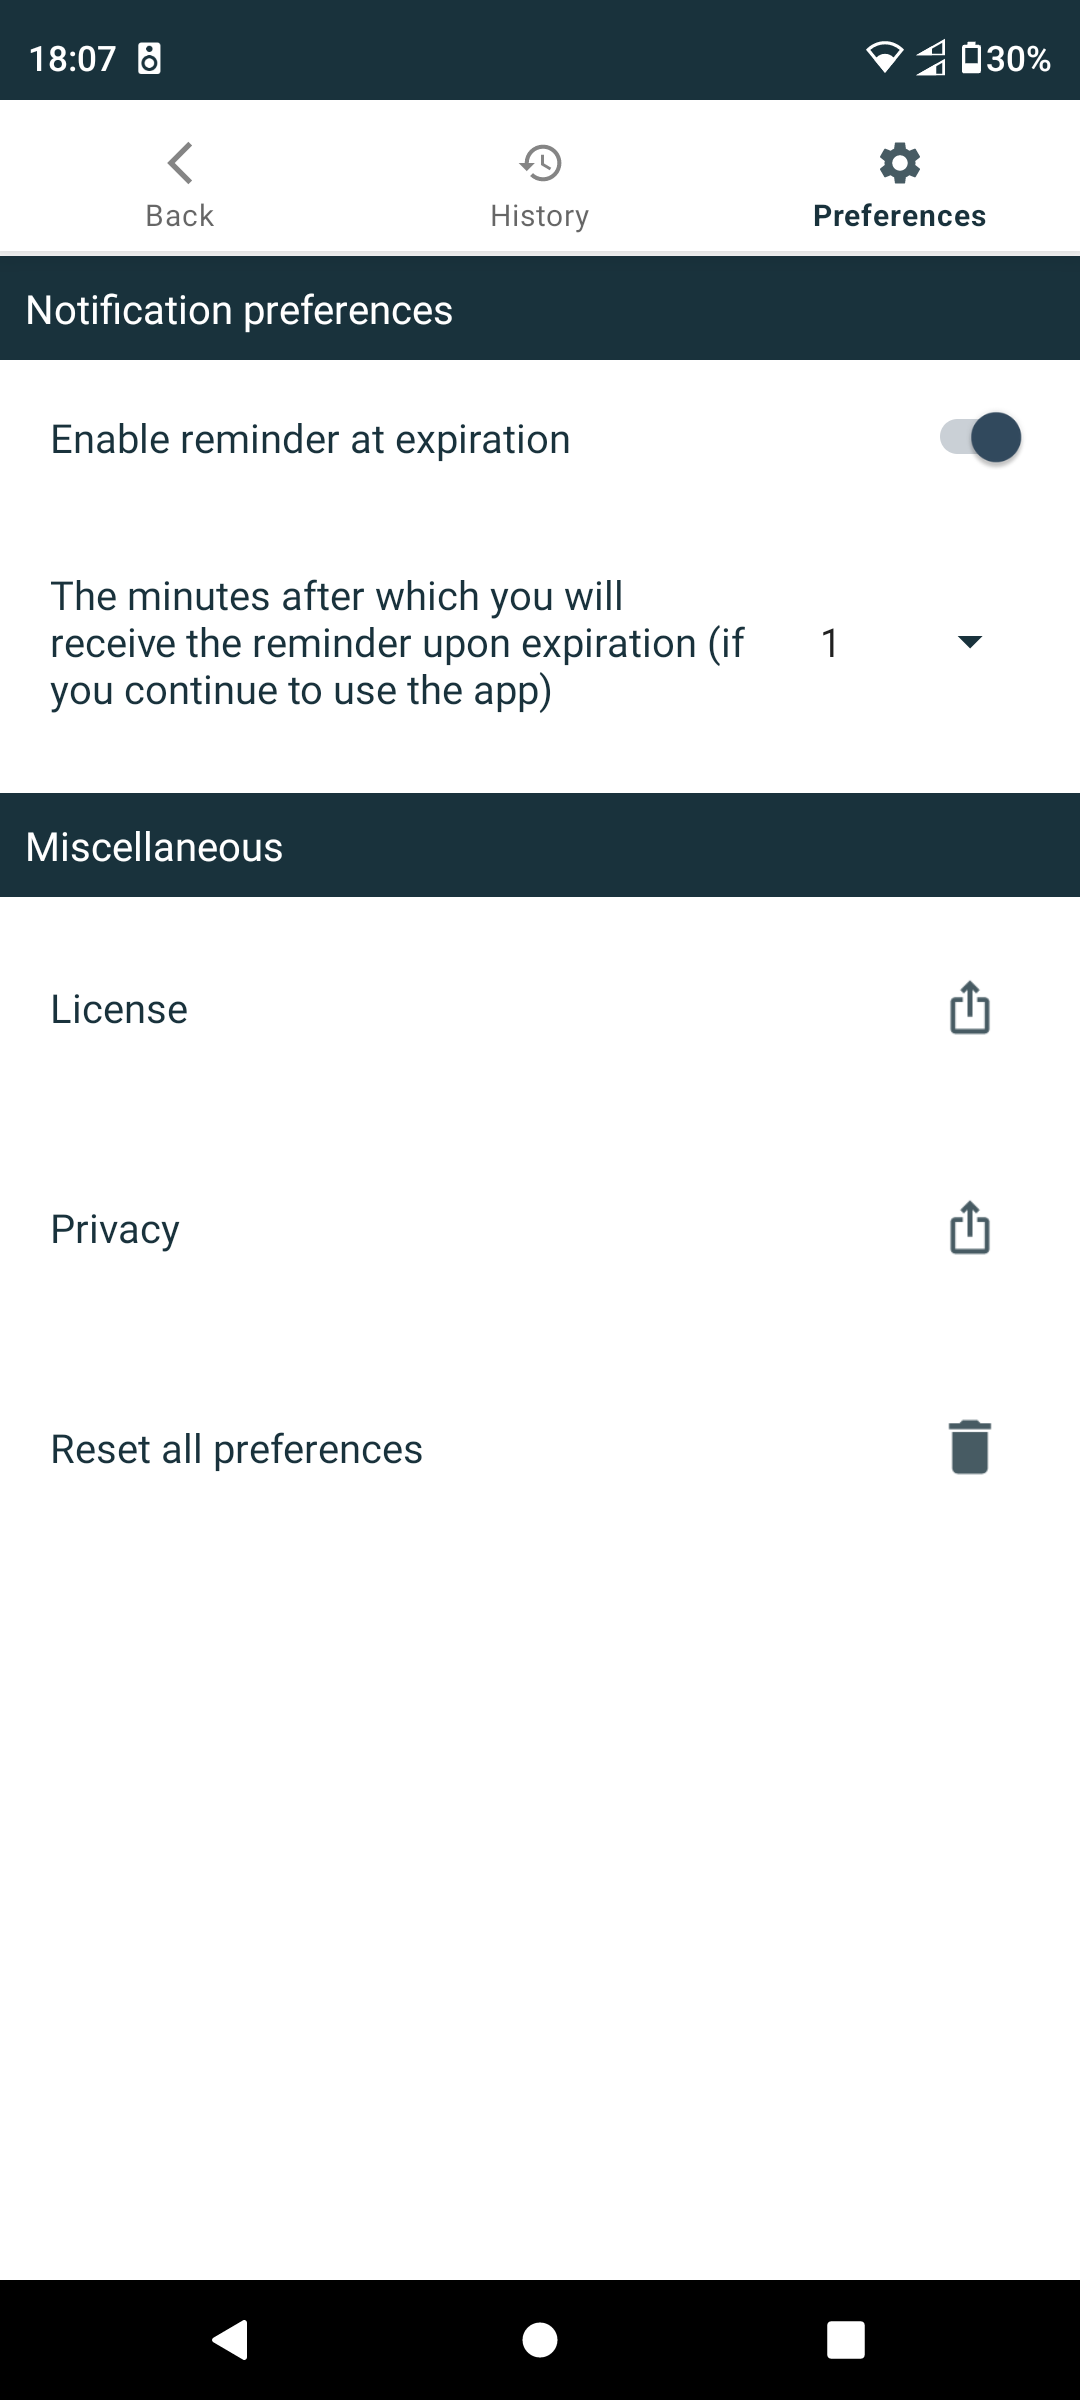 18:07
30%
Back
History
Preferences
Notification preferences
Enable reminder at expiration
The minutes after which you will
receive the reminder upon expiration (if
you continue to use the app)
1
Miscellaneous
License
Privacy
Reset all preferences